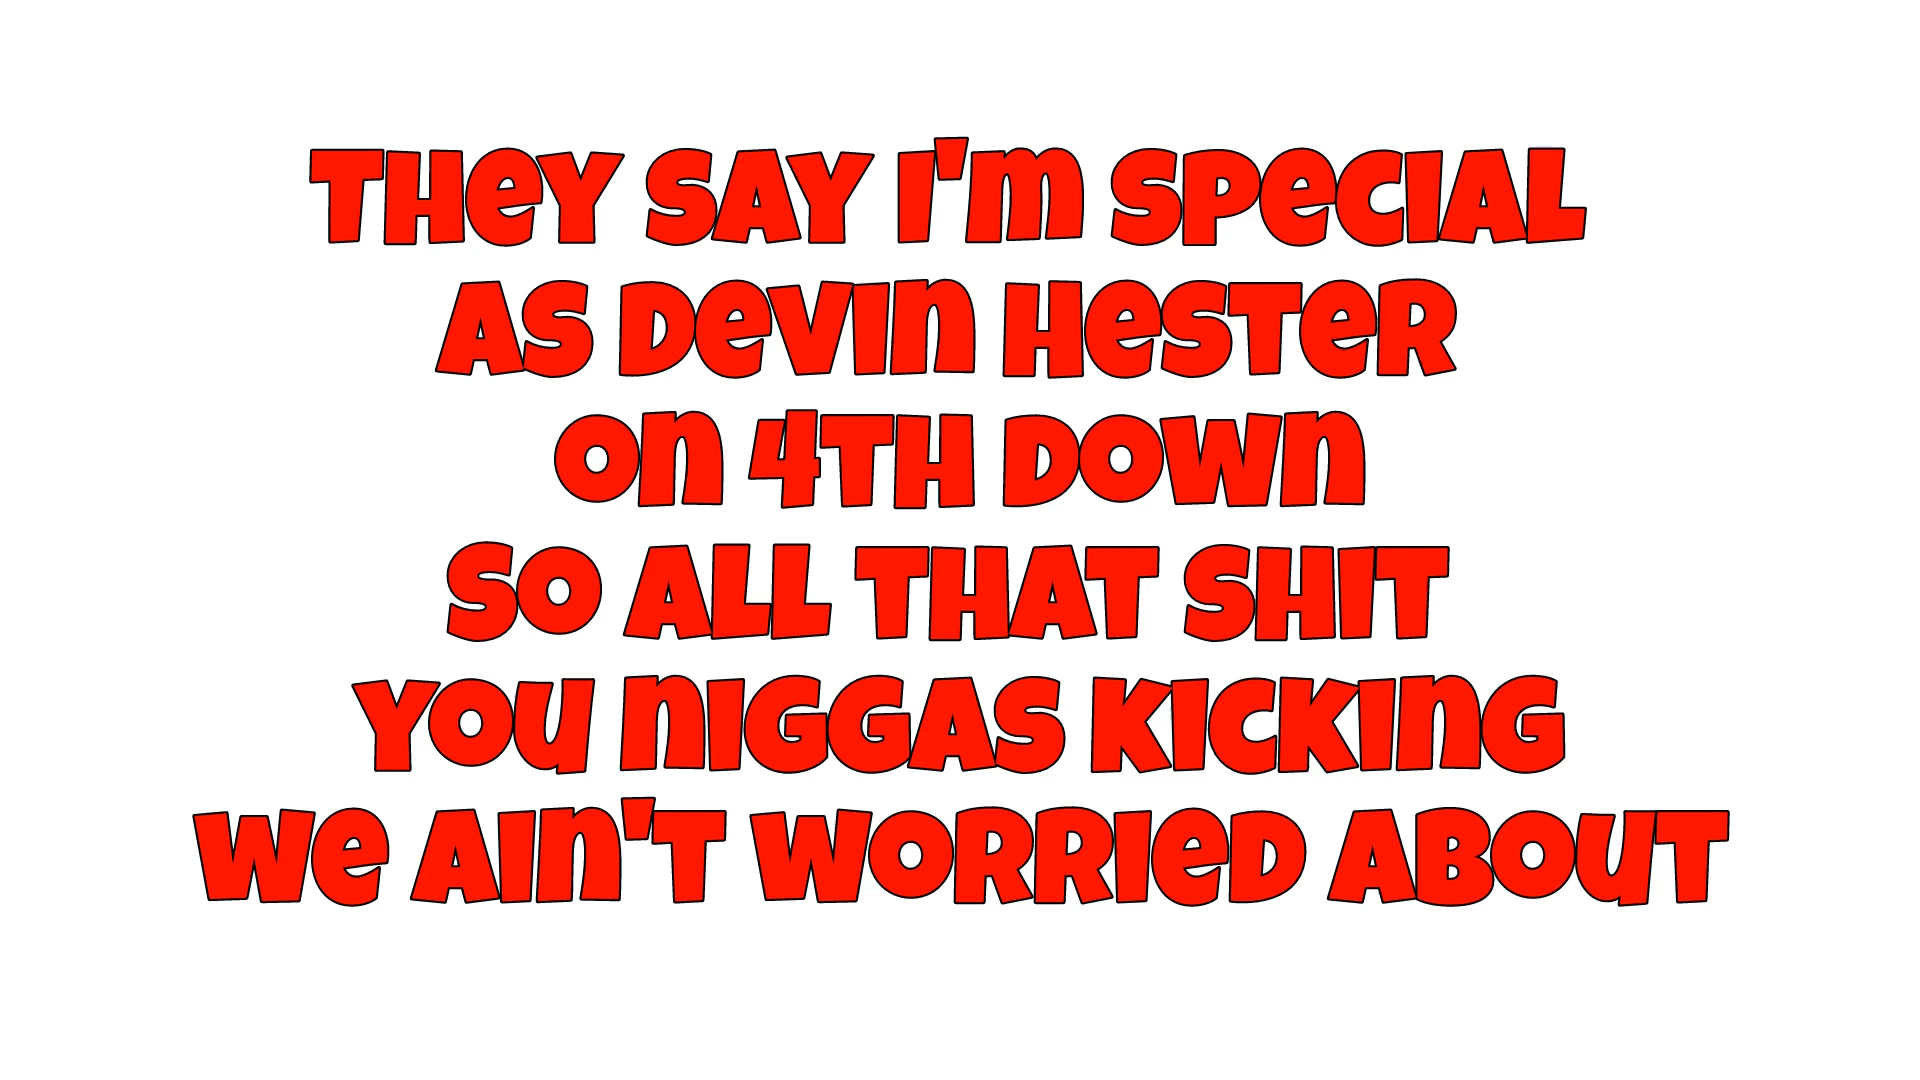 They say I'm special
as Devin Hester
on 4th down
So all that shit
you niggas kicking
we ain't worried about